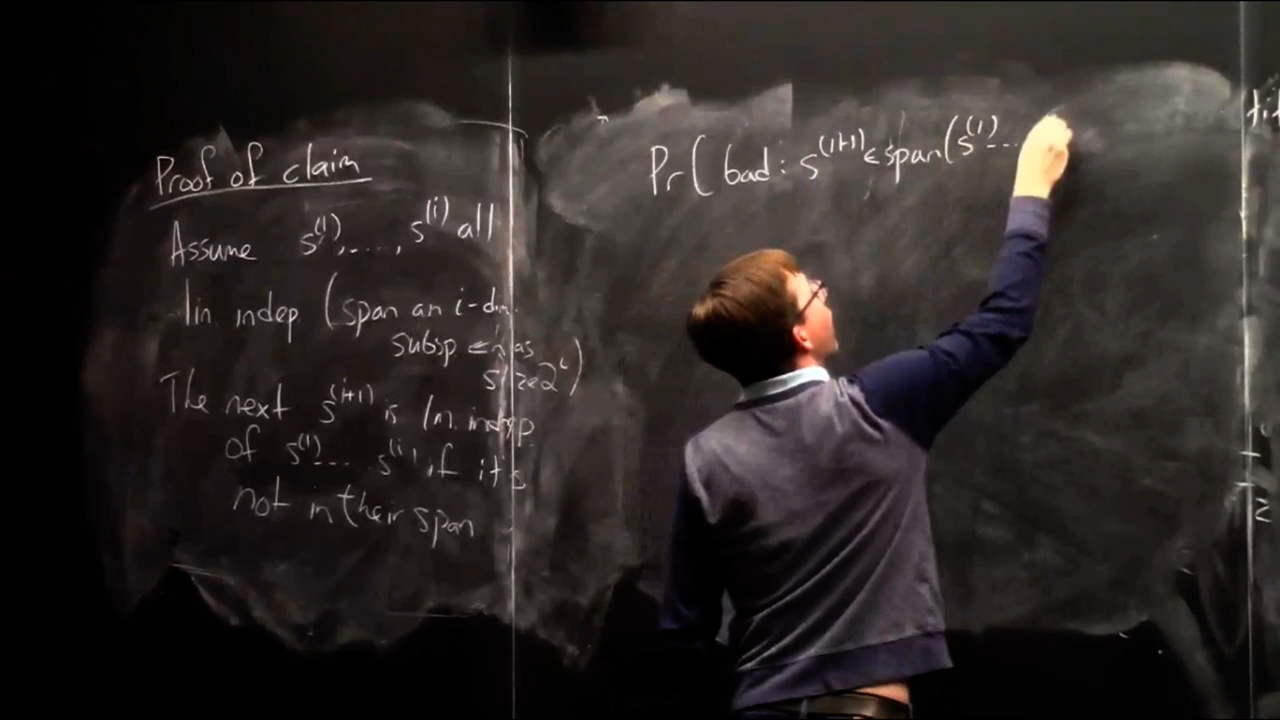 Proof of claim
Assume s^(1), ...., s^(i) all
lin indep (span an i-dim.
subsp. ← has
size 2^i)
The next s^(i+1) is lin. indep.
of s^(1) ... s^(i) if it's
not in their span
Pr( bad: s^(i+1) ∈ span(s^(1) ...